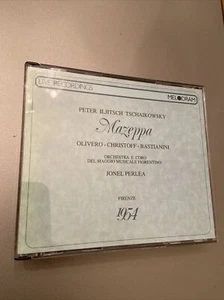 LIVE RECORDINGS
MELODRAM
PETER ILJITSCH TSCHAIKOWSKY
Mazeppa
OLIVERO · CHRISTOFF · BASTIANINI
ORCHESTRA E CORO
DEL MAGGIO MUSICALE FIORENTINO
JONEL PERLEA
FIRENZE
1954